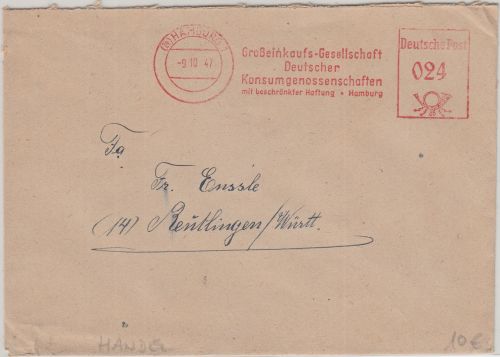 (24)HAMBURG 1
-9.10.47
Großeinkaufs-Gesellschaft
Deutscher
Konsumgenossenschaften
mit beschränkter Haftung • Hamburg
Deutsche Post
024
Fa
Fr. Enssle
(14) Reutlingen/Württ.
HANDEL
10€